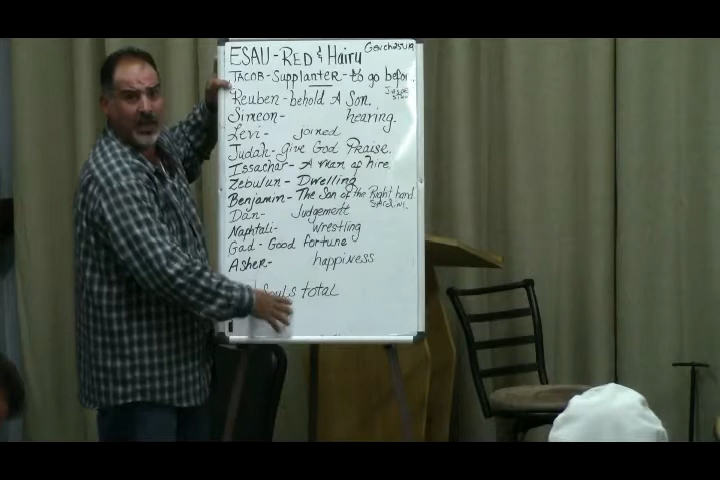 ESAU - RED & Hairy
JACOB - SupplanTER - to go befor
Reuben - behold A Son.
Simeon - hearing.
Levi - joined
Judah - give God Praise.
Issachar - A man of hire
Zebulun - Dwelling
Benjamin - The Son of the Right hand
Dan - Judgement
Naphtali - wrestling
Gad - Good fortune
Asher - happiness
Souls total